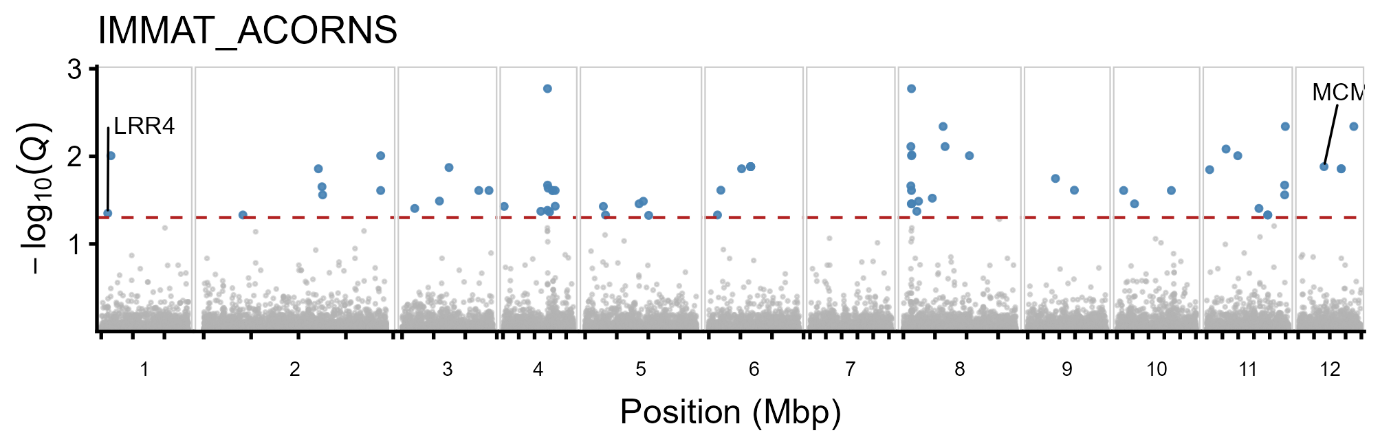 IMMAT_ACORNS
3
2
1
− log10(Q)
LRR4
MCM
1 2 3 4 5 6 7 8 9 10 11 12
Position (Mbp)